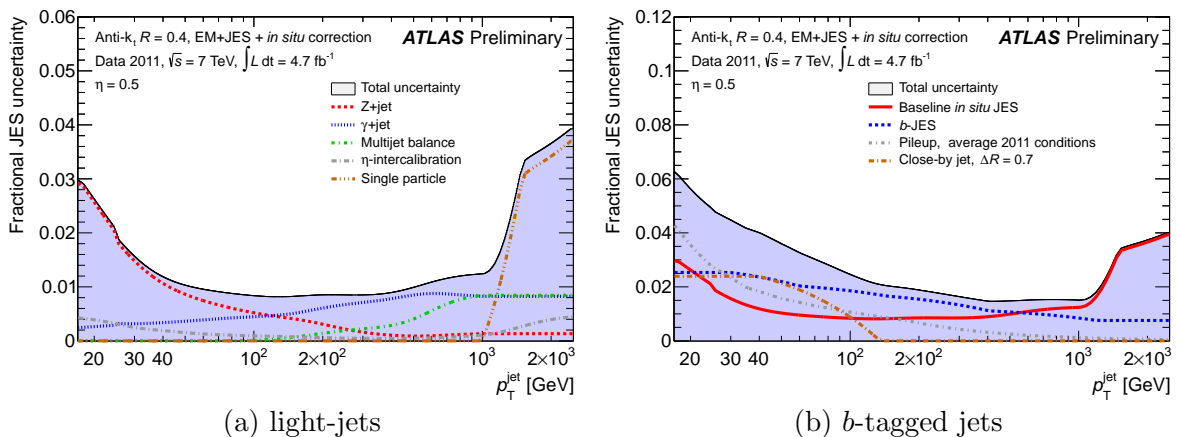 Fractional JES uncertainty
0.06
0.05
0.04
0.03
0.02
0.01
0
Anti-kₜ R = 0.4, EM+JES + in situ correction
ATLAS Preliminary
Data 2011, √s = 7 TeV, ∫L dt = 4.7 fb⁻¹
η = 0.5
Total uncertainty
Z+jet
γ+jet
Multijet balance
η-intercalibration
Single particle
20 30 40 10² 2×10² 10³ 2×10³
p_T^jet [GeV]
(a) light-jets
Fractional JES uncertainty
0.12
0.1
0.08
0.06
0.04
0.02
0
Anti-kₜ R = 0.4, EM+JES + in situ correction
ATLAS Preliminary
Data 2011, √s = 7 TeV, ∫L dt = 4.7 fb⁻¹
η = 0.5
Total uncertainty
Baseline in situ JES
b-JES
Pileup, average 2011 conditions
Close-by jet, ΔR = 0.7
20 30 40 10² 2×10² 10³ 2×10³
p_T^jet [GeV]
(b) b-tagged jets